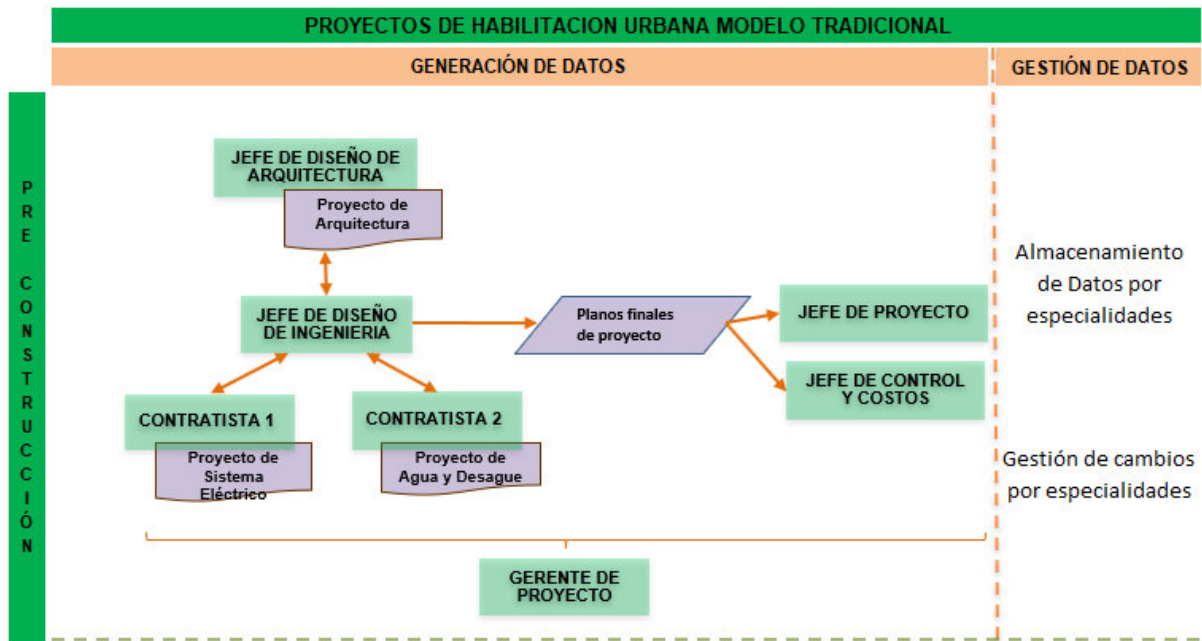 PROYECTOS DE HABILITACION URBANA MODELO TRADICIONAL
GENERACIÓN DE DATOS
GESTIÓN DE DATOS
PRE CONSTRUCCIÓN
JEFE DE DISEÑO DE
ARQUITECTURA
Proyecto de
Arquitectura
JEFE DE DISEÑO
DE INGENIERIA
Planos finales
de proyecto
JEFE DE PROYECTO
JEFE DE CONTROL
Y COSTOS
CONTRATISTA 1
Proyecto de
Sistema
Eléctrico
CONTRATISTA 2
Proyecto de
Agua y Desague
GERENTE DE
PROYECTO
Almacenamiento
de Datos por
especialidades
Gestión de cambios
por especialidades